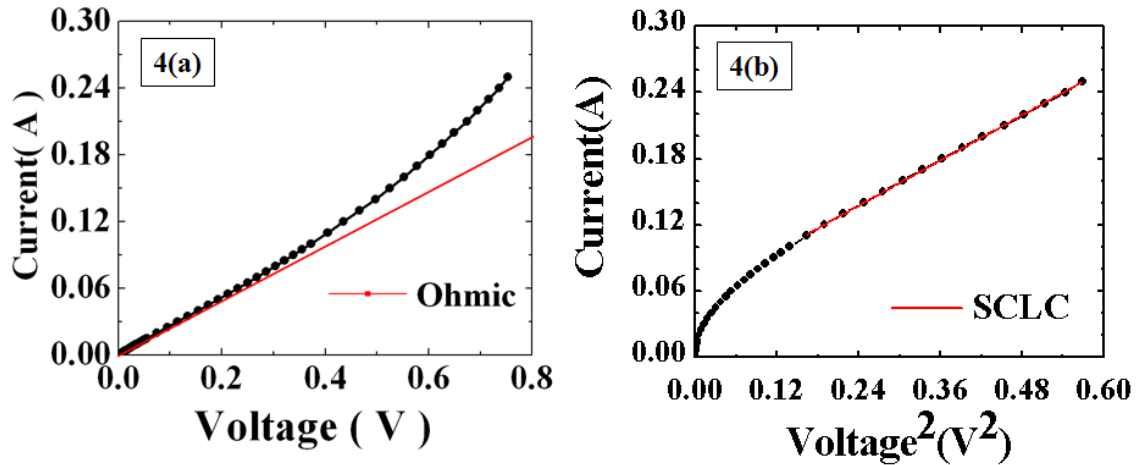 4(a)
Current( A )
0.30
0.24
0.18
0.12
0.06
0.00
Ohmic
0.0 0.2 0.4 0.6 0.8
Voltage ( V )
4(b)
Current(A)
0.30
0.24
0.18
0.12
0.06
0.00
SCLC
0.00 0.12 0.24 0.36 0.48 0.60
Voltage²(V²)